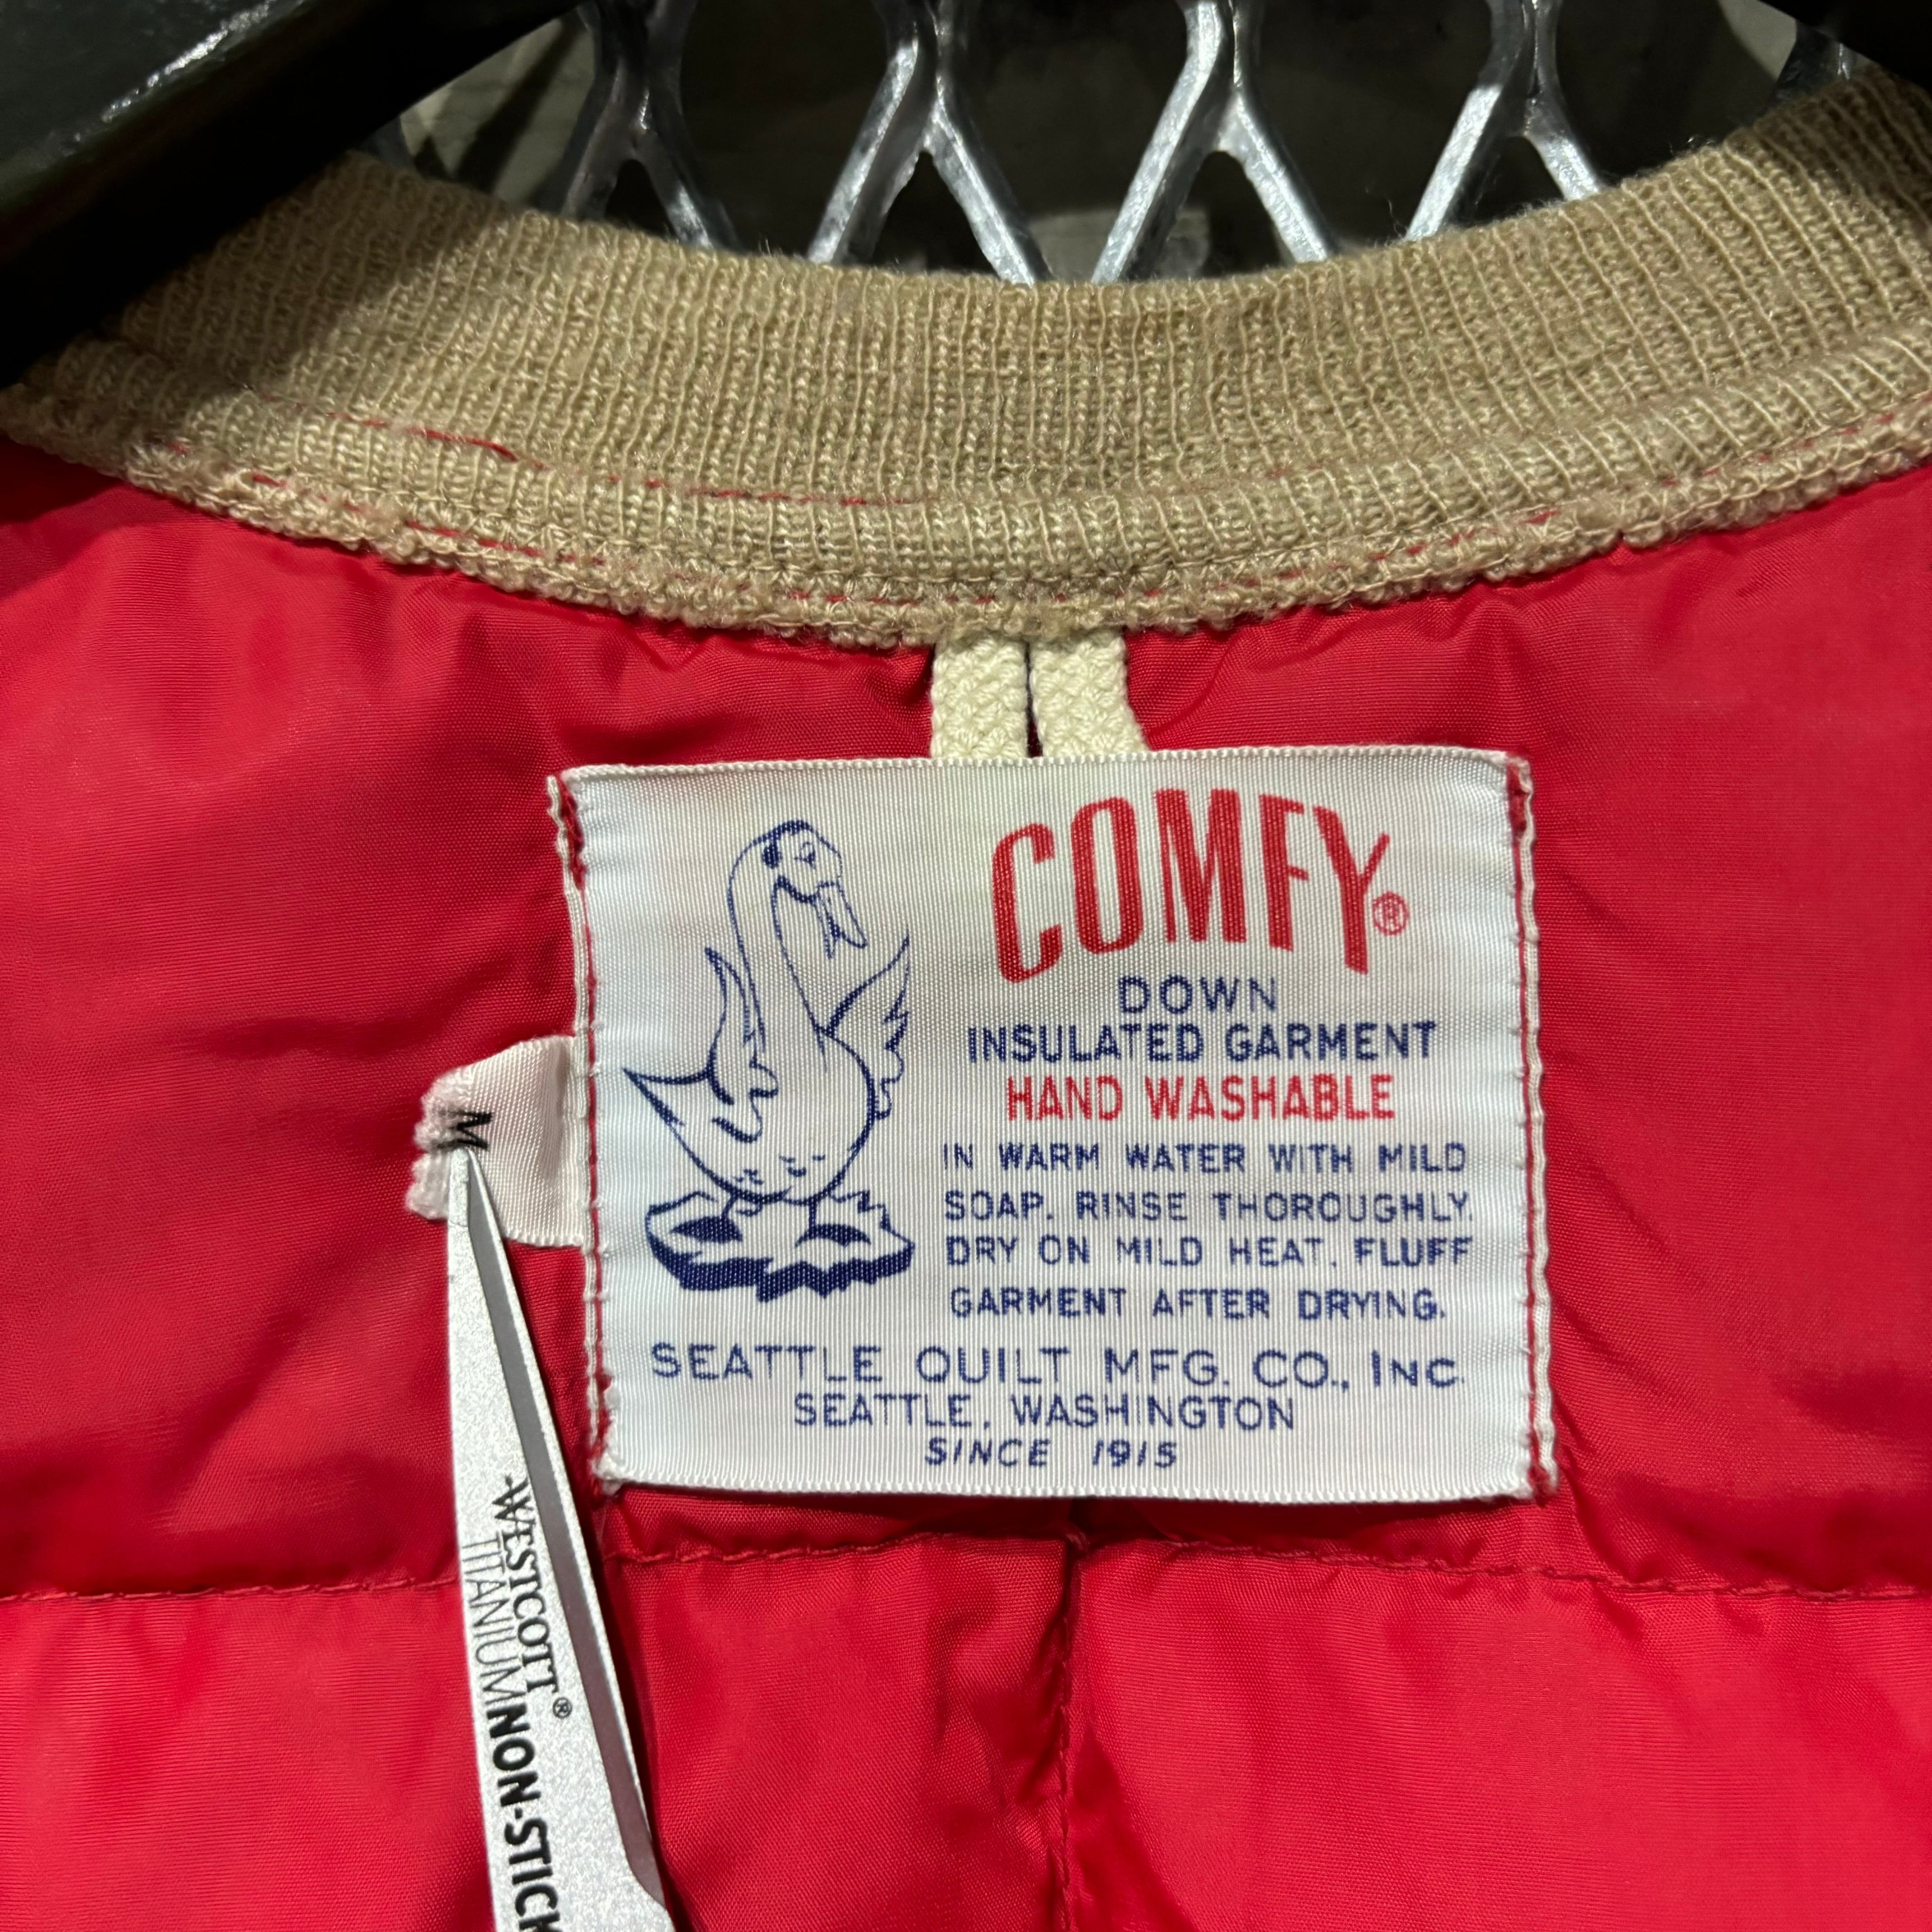 COMFY®
DOWN
INSULATED GARMENT
HAND WASHABLE
IN WARM WATER WITH MILD
SOAP. RINSE THOROUGHLY.
DRY ON MILD HEAT. FLUFF
GARMENT AFTER DRYING.
SEATTLE QUILT MFG. CO., INC.
SEATTLE, WASHINGTON
SINCE 1915
M
WESTCOTT®
TITANIUM NON-STICK